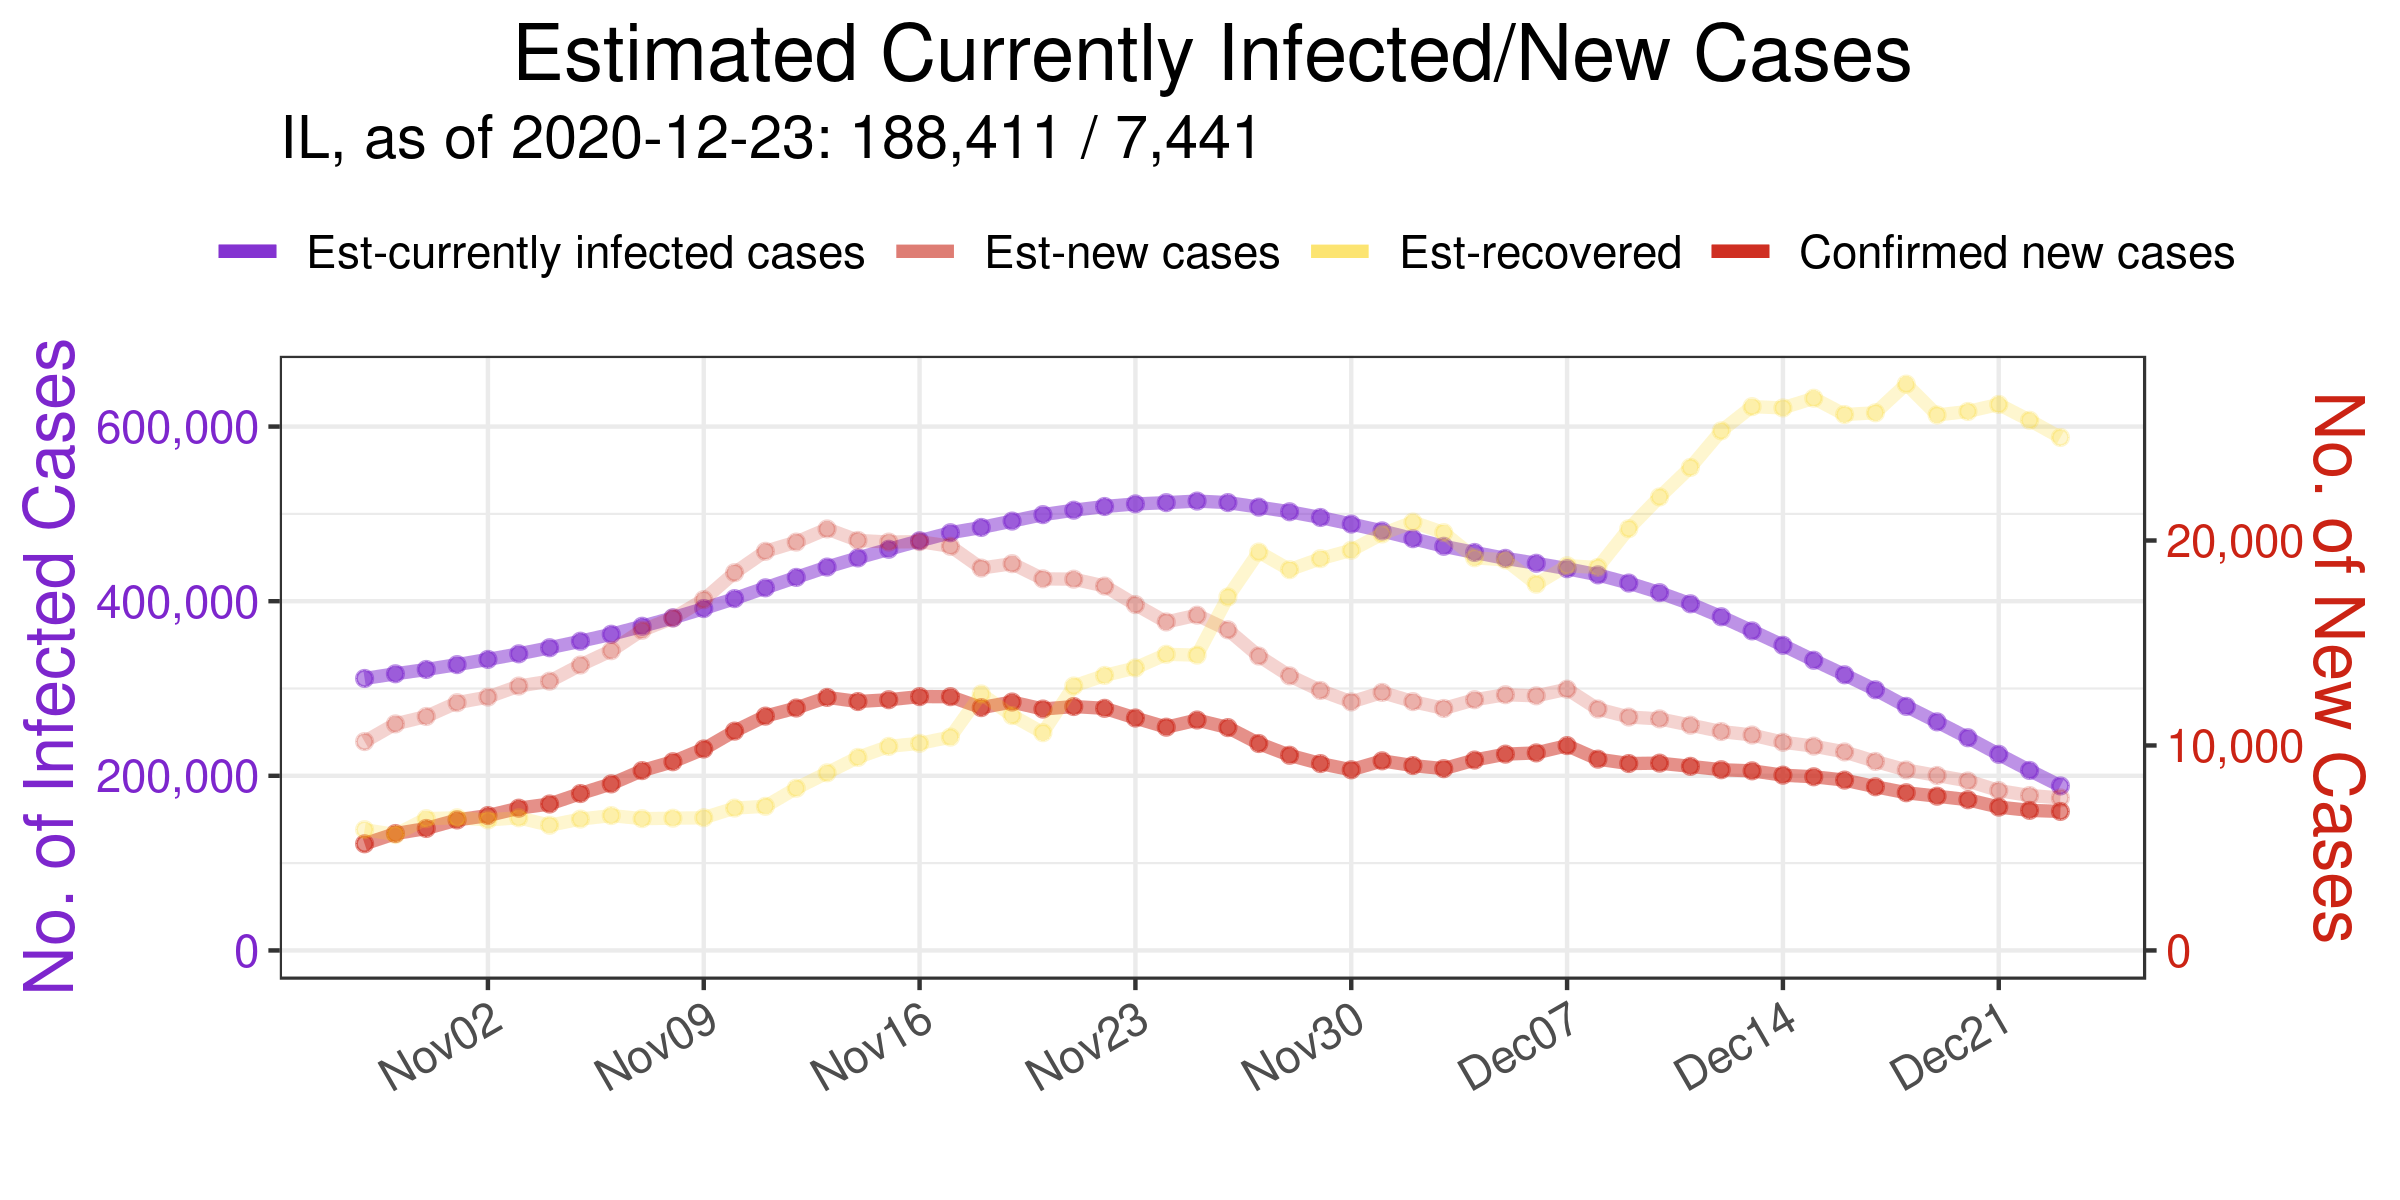 Estimated Currently Infected/New Cases
IL, as of 2020-12-23: 188,411 / 7,441
Est-currently infected cases
Est-new cases
Est-recovered
Confirmed new cases
No. of Infected Cases
600,000
400,000
200,000
0
No. of New Cases
20,000
10,000
0
Nov02
Nov09
Nov16
Nov23
Nov30
Dec07
Dec14
Dec21